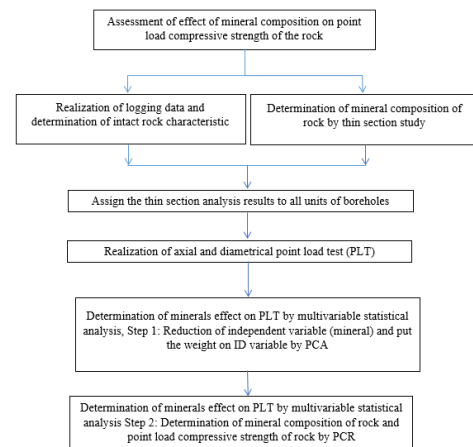 Assessment of effect of mineral composition on point
load compressive strength of the rock
Realization of logging data and
determination of intact rock characteristic
Determination of mineral composition of
rock by thin section study
Assign the thin section analysis results to all units of boreholes
Realization of axial and diametrical point load test (PLT)
Determination of minerals effect on PLT by multivariable statistical
analysis, Step 1: Reduction of independent variable (mineral) and put
the weight on ID variable by PCA
Determination of minerals effect on PLT by multivariable statistical
analysis Step 2: Determination of mineral composition of rock and
point load compressive strength of rock by PCR